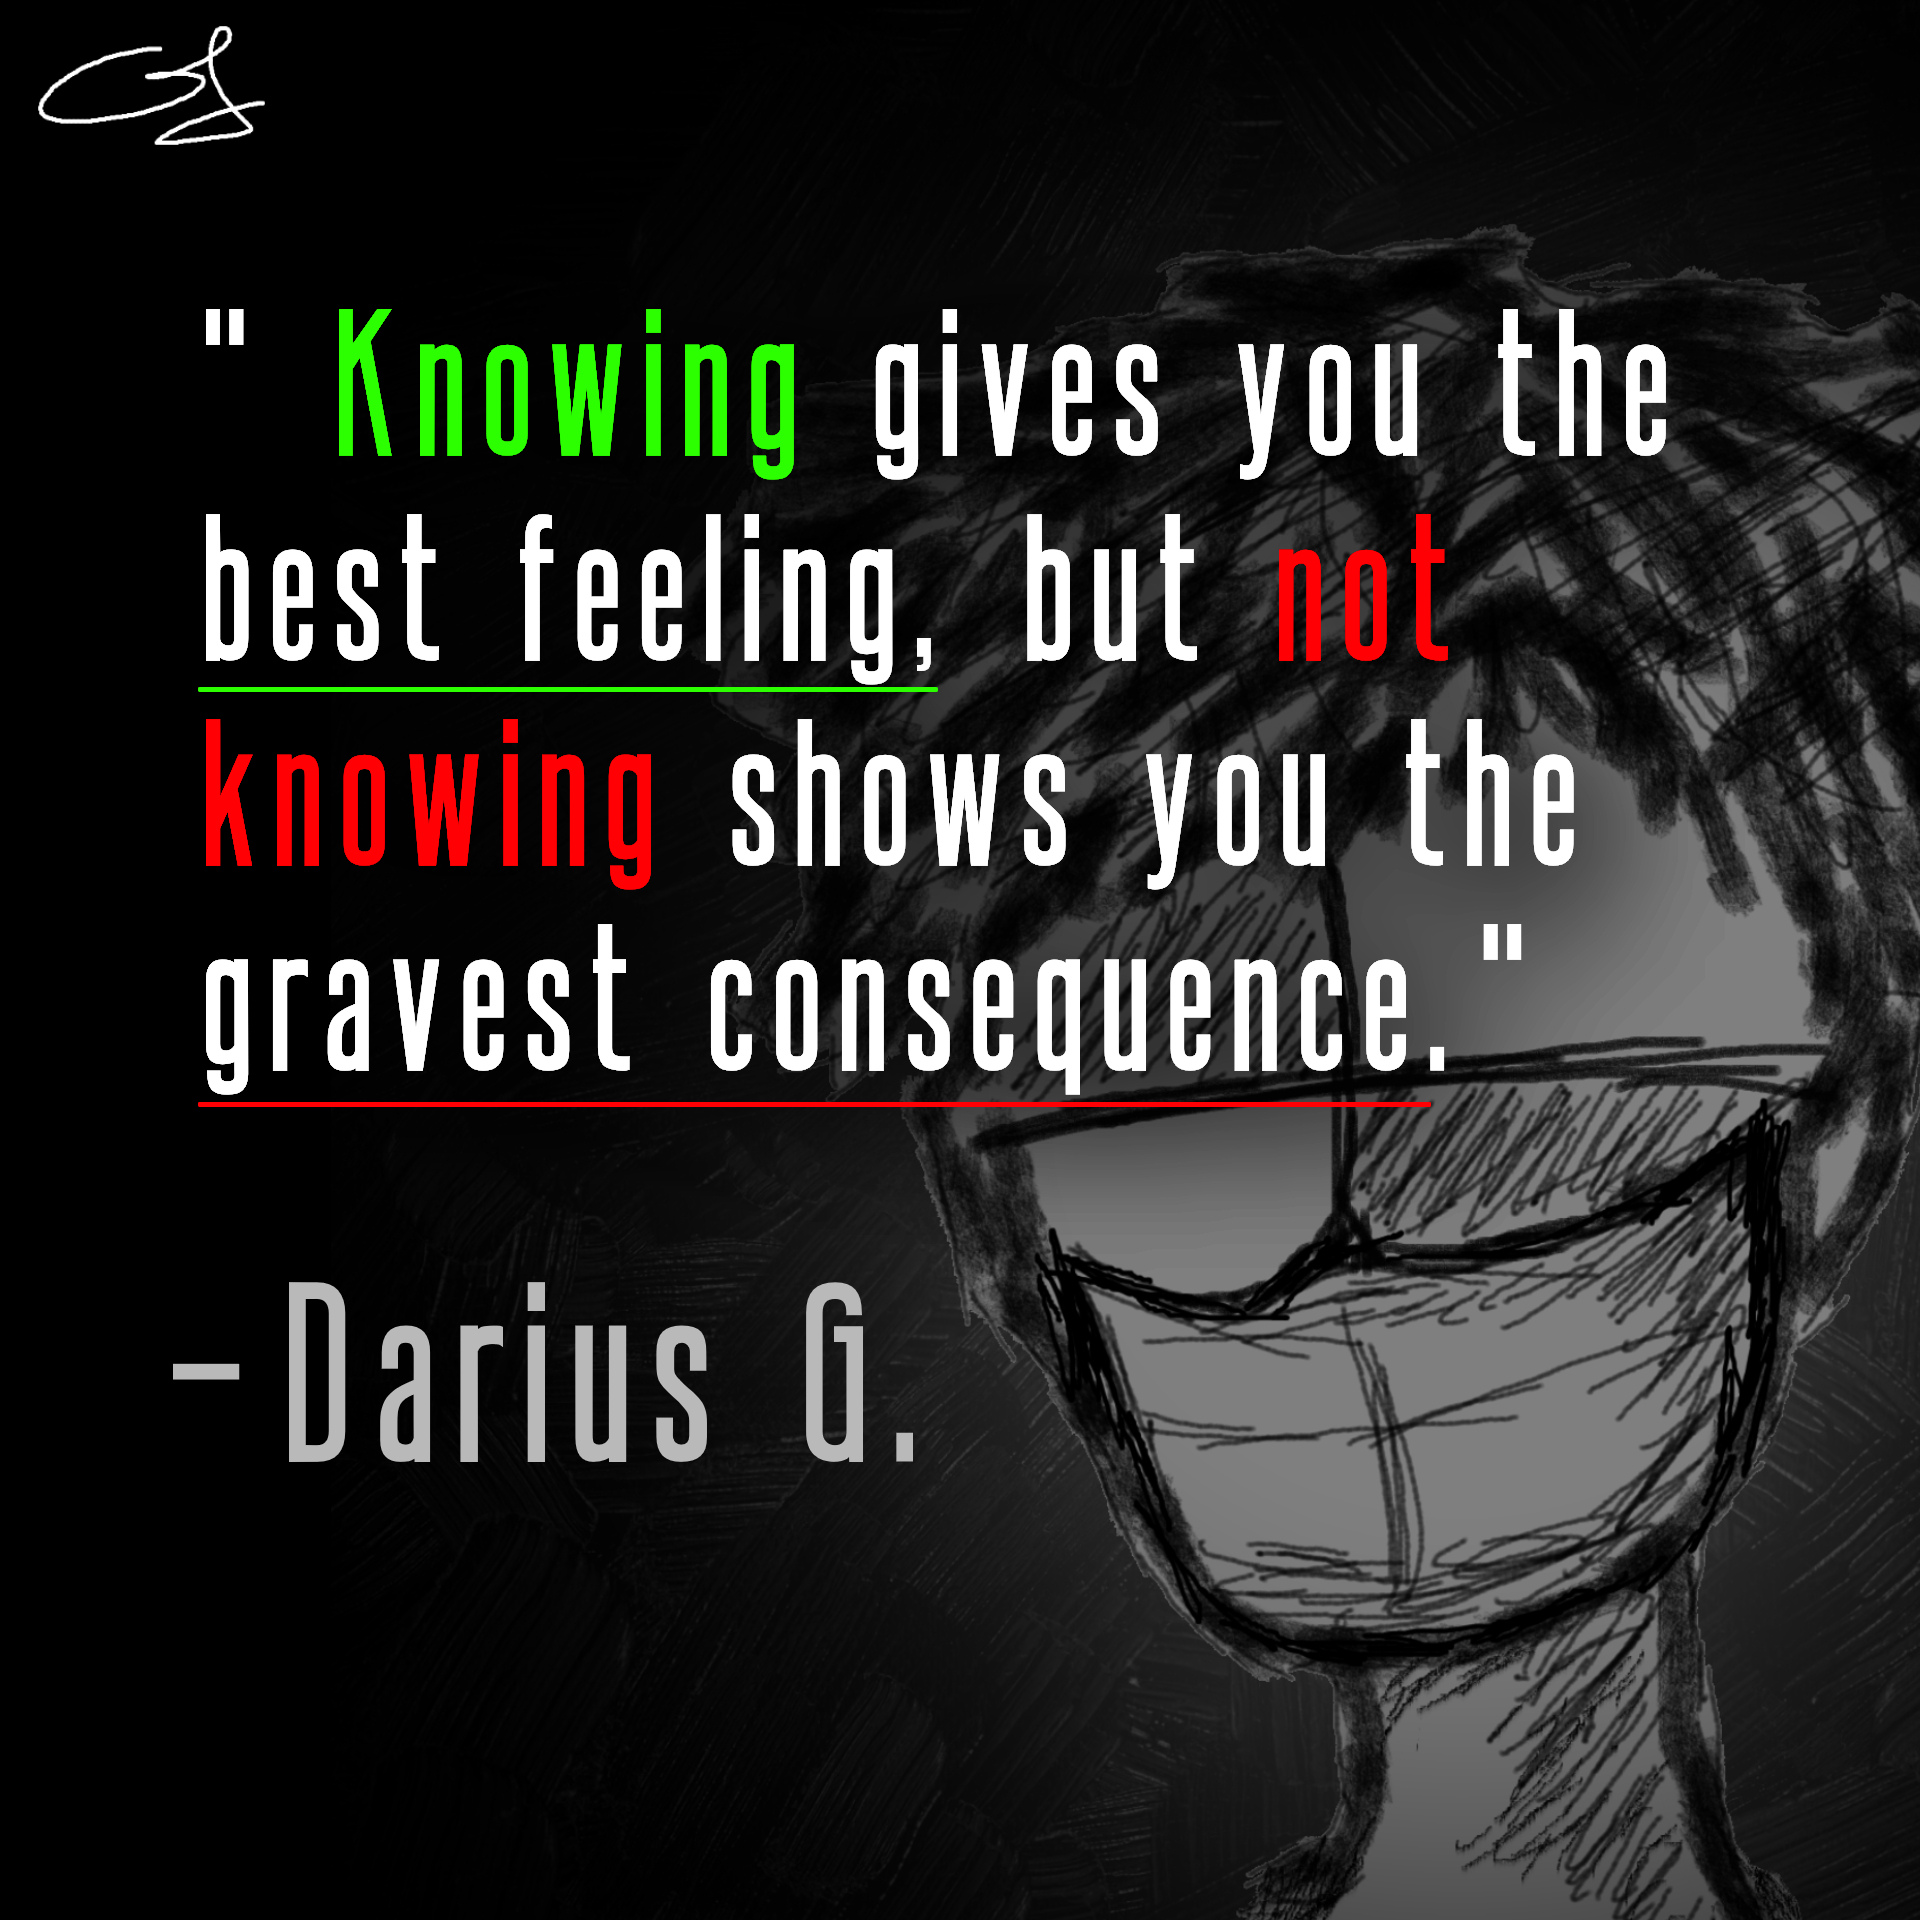 " Knowing gives you the
best feeling, but not
knowing shows you the
gravest consequence."
-Darius G.